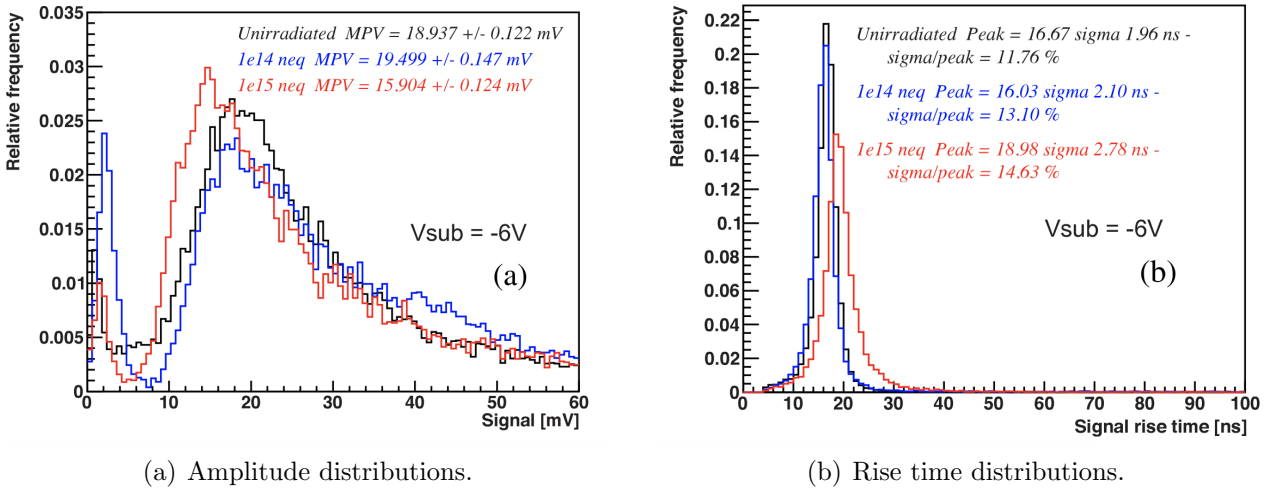 Unirradiated MPV = 18.937 +/- 0.122 mV
1e14 neq MPV = 19.499 +/- 0.147 mV
1e15 neq MPV = 15.904 +/- 0.124 mV
Vsub = -6V
(a)
Relative frequency
0.035
0.03
0.025
0.02
0.015
0.01
0.005
0
0 10 20 30 40 50 60
Signal [mV]
(a) Amplitude distributions.
Unirradiated Peak = 16.67 sigma 1.96 ns -
sigma/peak = 11.76 %
1e14 neq Peak = 16.03 sigma 2.10 ns -
sigma/peak = 13.10 %
1e15 neq Peak = 18.98 sigma 2.78 ns -
sigma/peak = 14.63 %
Vsub = -6V
(b)
Relative frequency
0.22
0.2
0.18
0.16
0.14
0.12
0.1
0.08
0.06
0.04
0.02
0
0 10 20 30 40 50 60 70 80 90 100
Signal rise time [ns]
(b) Rise time distributions.